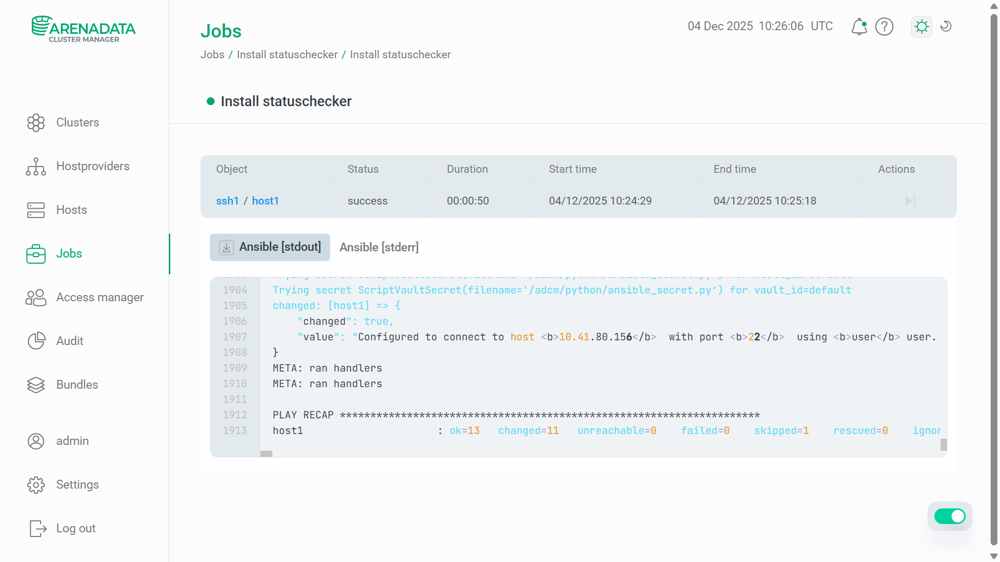 ARENADATA
CLUSTER MANAGER
Clusters
Hostproviders
Hosts
Jobs
Access manager
Audit
Bundles
admin
Settings
Log out
Jobs
04 Dec 2025 10:26:06 UTC
Jobs / Install statuschecker / Install statuschecker
Install statuschecker
Object Status Duration Start time End time Actions
ssh1 / host1 success 00:00:50 04/12/2025 10:24:29 04/12/2025 10:25:18
Ansible [stdout] Ansible [stderr]
1904 Trying secret ScriptVaultSecret(filename='/adcm/python/ansible_secret.py') for vault_id=default
1905 changed: [host1] => {
1906     "changed": true,
1907     "value": "Configured to connect to host <b>10.41.80.156</b>  with port <b>22</b>  using <b>user</b> user.
1908 }
1909 META: ran handlers
1910 META: ran handlers
1911
1912 PLAY RECAP *********************************************************************
1913 host1                      : ok=13   changed=11   unreachable=0    failed=0    skipped=1    rescued=0    ignor